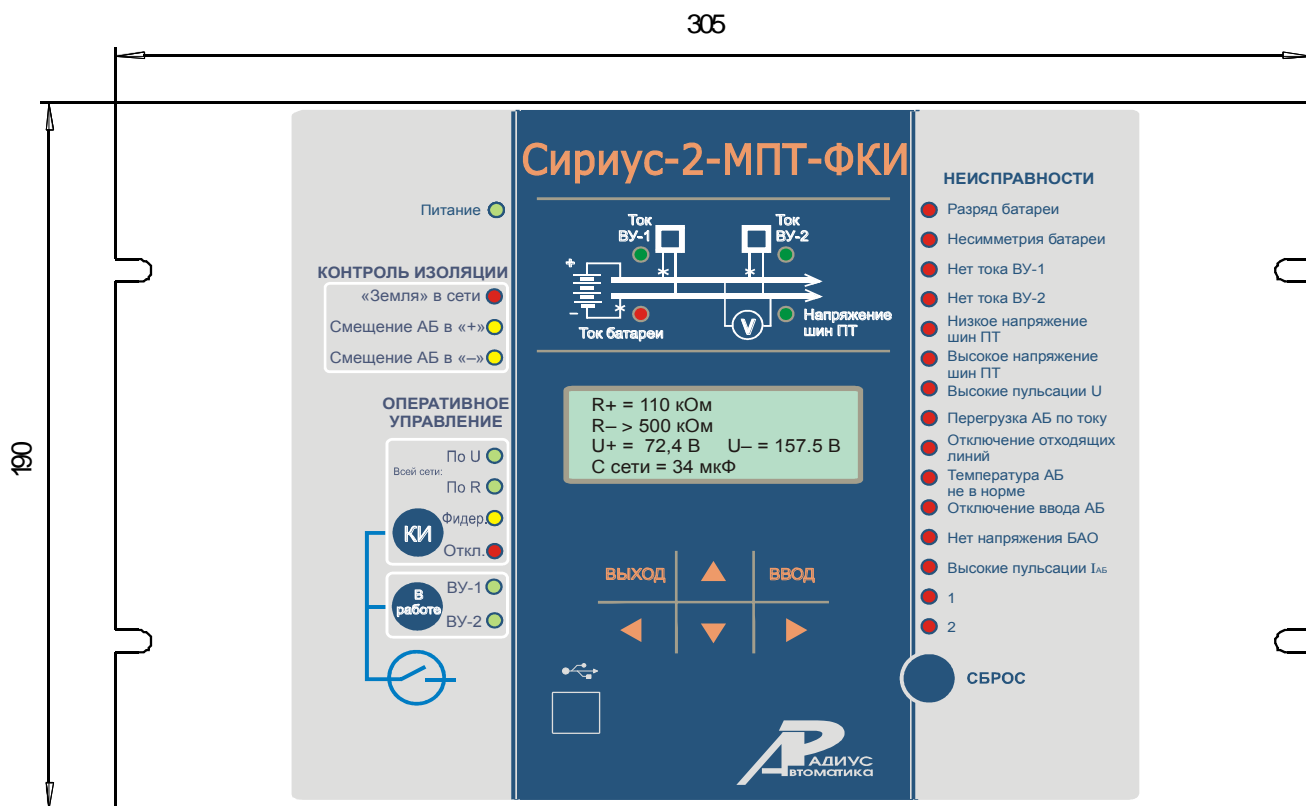 305
190
Сириус-2-МПТ-ФКИ
Питание
КОНТРОЛЬ ИЗОЛЯЦИИ
«Земля» в сети
Смещение АБ в «+»
Смещение АБ в «–»
ОПЕРАТИВНОЕ
УПРАВЛЕНИЕ
По U
Всей сети:
По R
Фидер.
КИ
Откл.
В
работе
ВУ-1
ВУ-2
Ток
ВУ-1
Ток
ВУ-2
+
–
Ток батареи
V
Напряжение
шин ПТ
R+ = 110 кОм
R– > 500 кОм
U+ = 72,4 В U– = 157.5 В
С сети = 34 мкФ
ВЫХОД
ВВОД
АДИУС
втоматика
НЕИСПРАВНОСТИ
Разряд батареи
Несимметрия батареи
Нет тока ВУ-1
Нет тока ВУ-2
Низкое напряжение
шин ПТ
Высокое напряжение
шин ПТ
Высокие пульсации U
Перегрузка АБ по току
Отключение отходящих
линий
Температура АБ
не в норме
Отключение ввода АБ
Нет напряжения БАО
Высокие пульсации IАБ
1
2
СБРОС